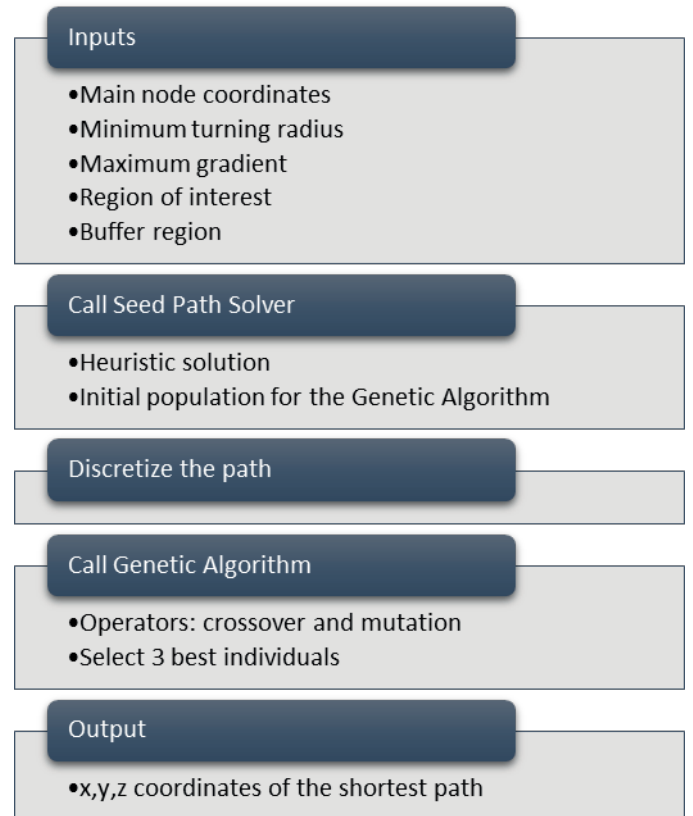 Inputs
•Main node coordinates
•Minimum turning radius
•Maximum gradient
•Region of interest
•Buffer region
Call Seed Path Solver
•Heuristic solution
•Initial population for the Genetic Algorithm
Discretize the path
Call Genetic Algorithm
•Operators: crossover and mutation
•Select 3 best individuals
Output
•x,y,z coordinates of the shortest path